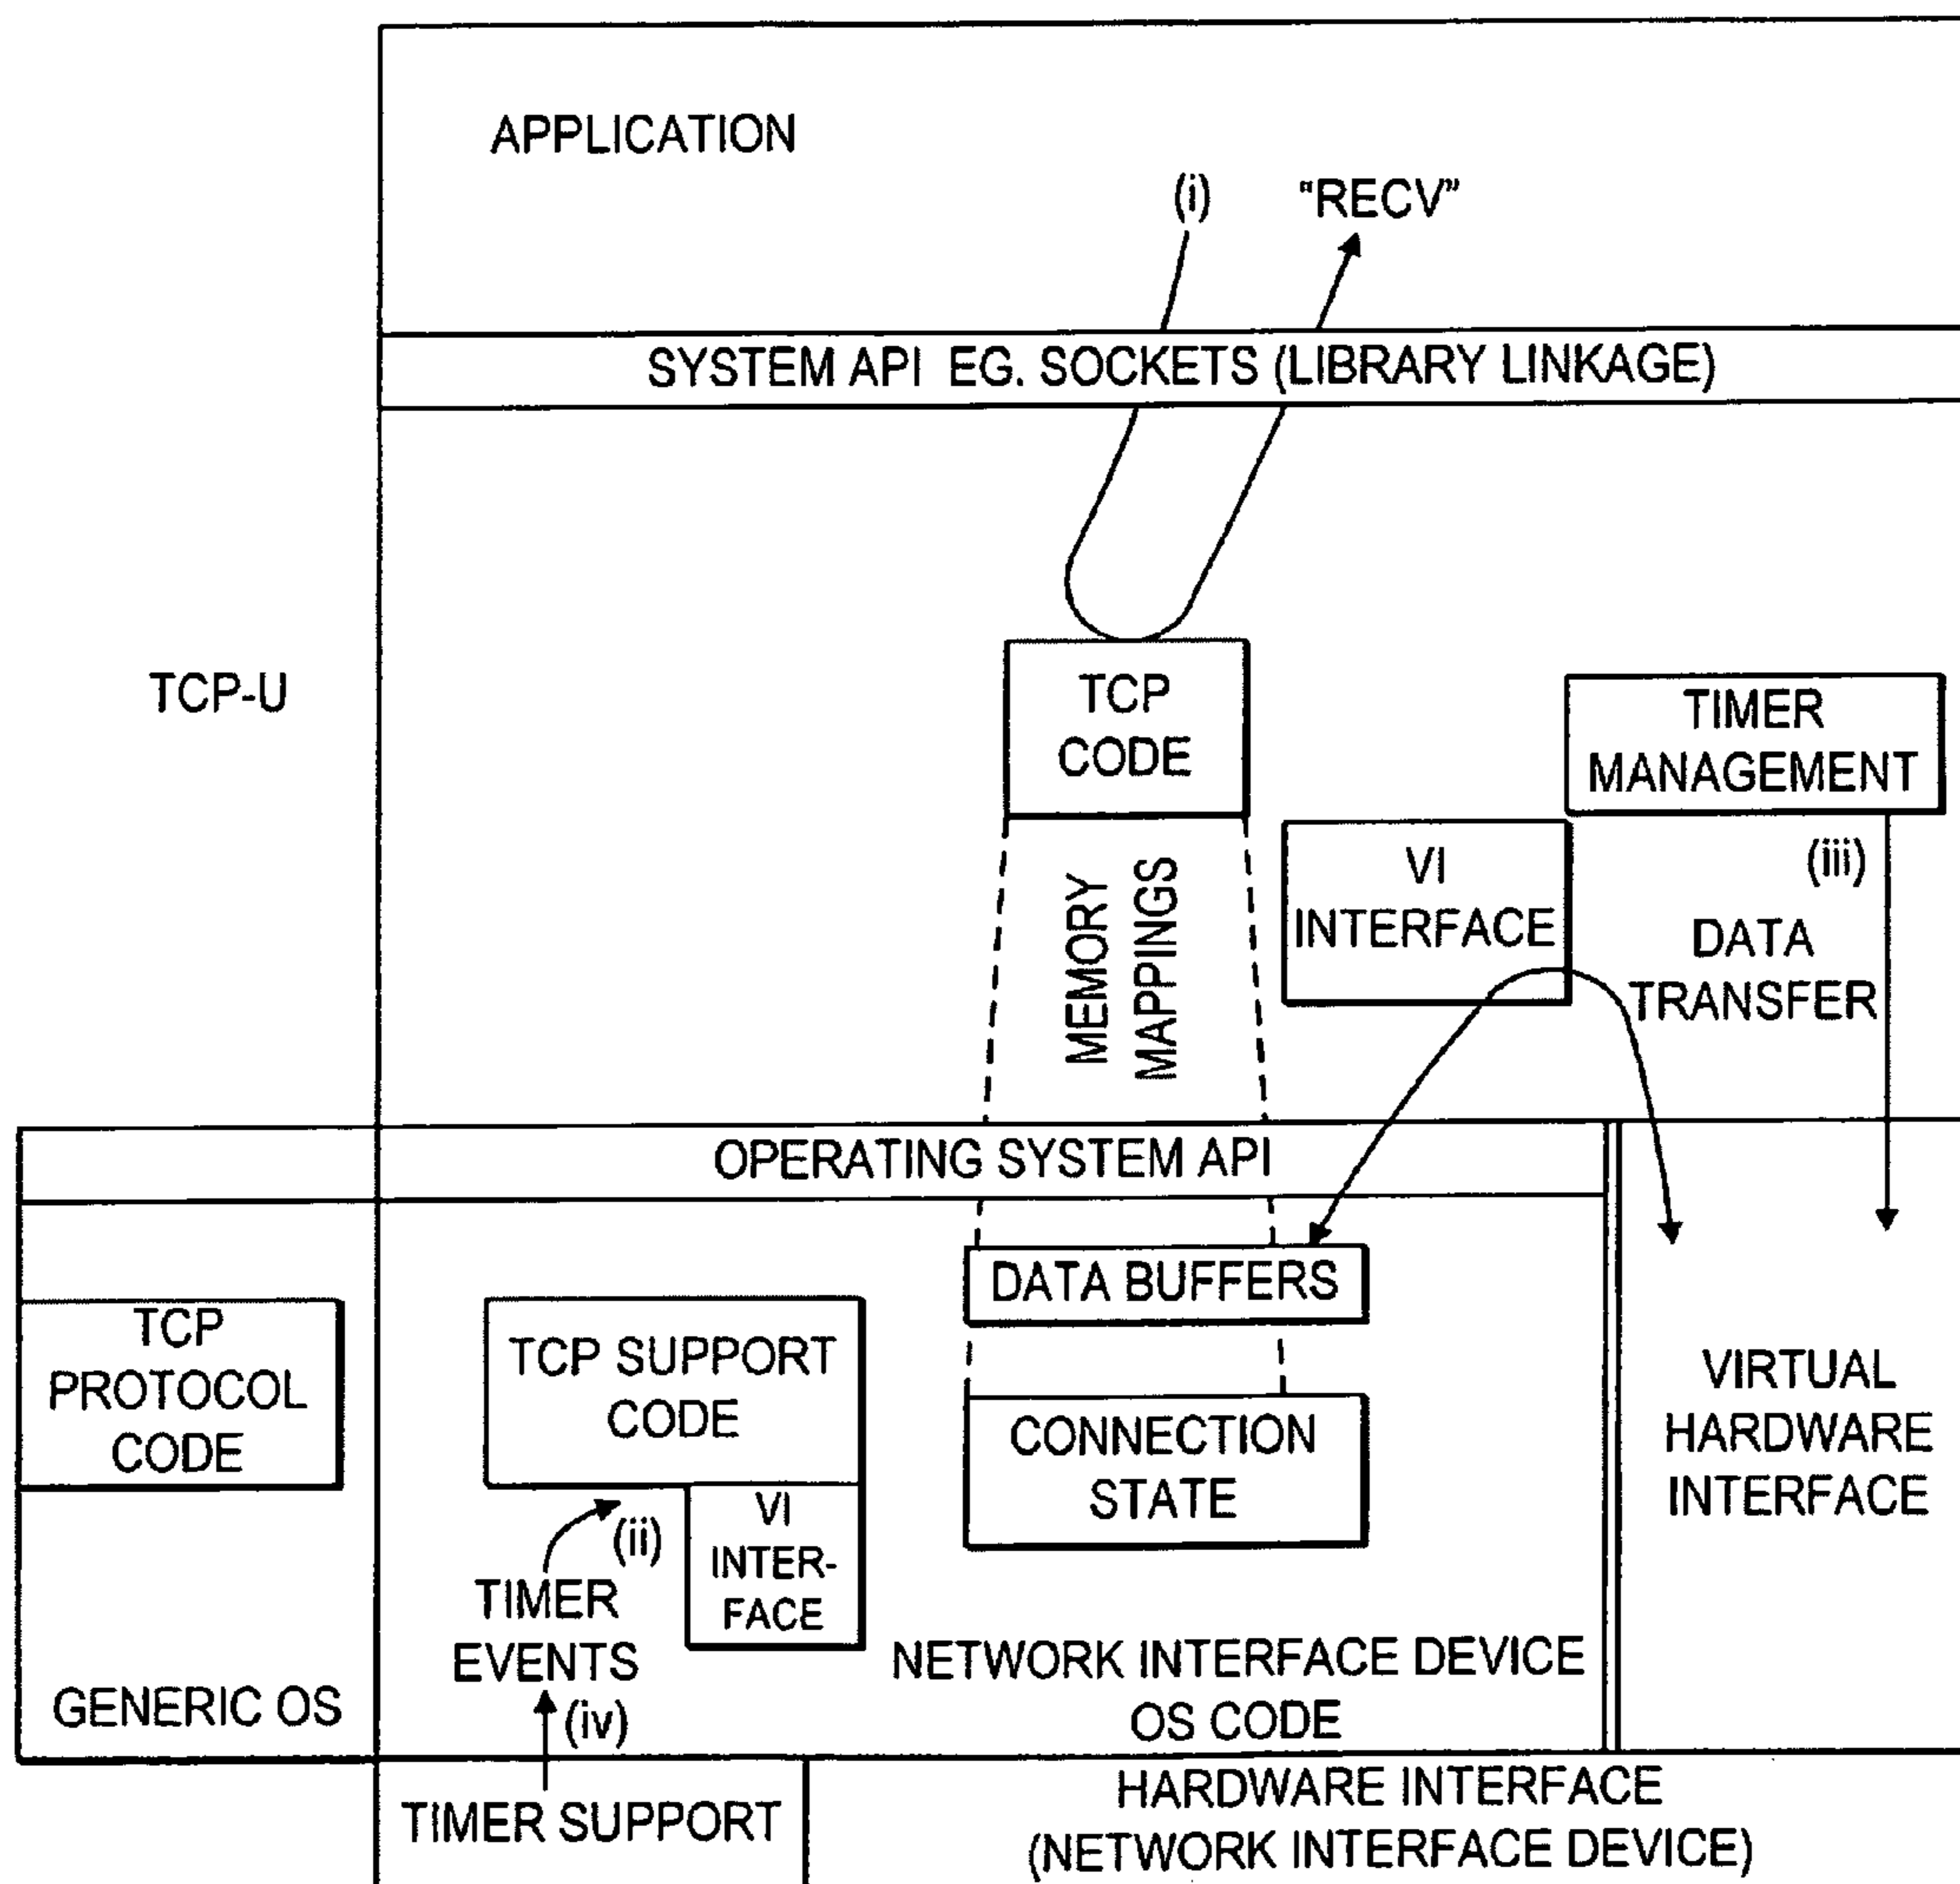 APPLICATION
(i)
"RECV"
SYSTEM API EG. SOCKETS (LIBRARY LINKAGE)
TCP-U
TCP
CODE
TIMER
MANAGEMENT
MEMORY
MAPPINGS
VI
INTERFACE
(iii)
DATA
TRANSFER
OPERATING SYSTEM API
DATA BUFFERS
TCP
PROTOCOL
CODE
TCP SUPPORT
CODE
CONNECTION
STATE
VIRTUAL
HARDWARE
INTERFACE
(ii)
VI
INTER-
FACE
TIMER
EVENTS
(iv)
GENERIC OS
NETWORK INTERFACE DEVICE
OS CODE
TIMER SUPPORT
HARDWARE INTERFACE
(NETWORK INTERFACE DEVICE)